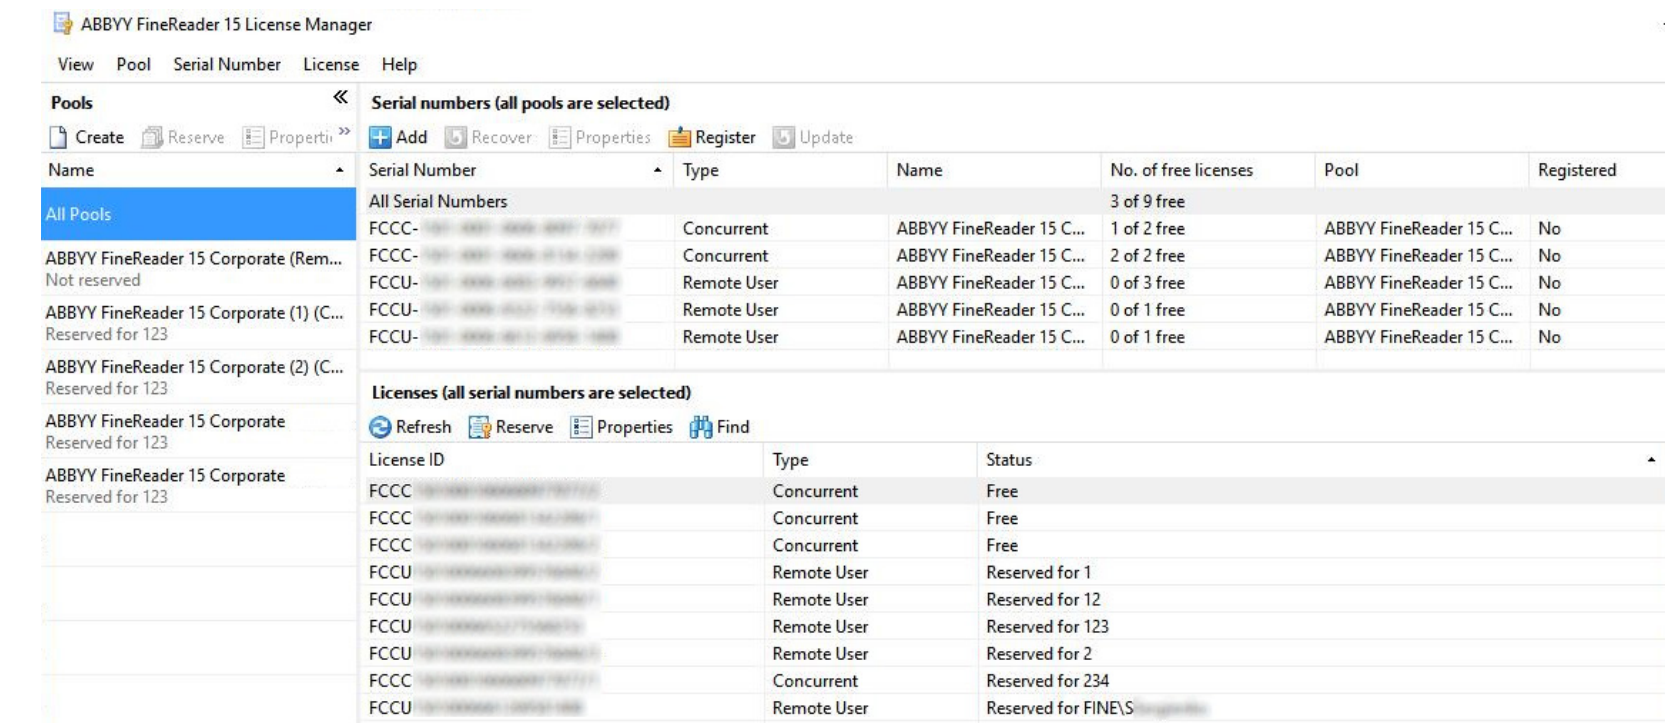 ABBYY FineReader 15 License Manager
View Pool Serial Number License Help
Pools «
Create Reserve Properti »
Name
All Pools
ABBYY FineReader 15 Corporate (Rem...
Not reserved
ABBYY FineReader 15 Corporate (1) (C...
Reserved for 123
ABBYY FineReader 15 Corporate (2) (C...
Reserved for 123
ABBYY FineReader 15 Corporate
Reserved for 123
ABBYY FineReader 15 Corporate
Reserved for 123
Serial numbers (all pools are selected)
Add Recover Properties Register Update
Serial Number Type Name No. of free licenses Pool Registered
All Serial Numbers 3 of 9 free
FCCC- Concurrent ABBYY FineReader 15 C... 1 of 2 free ABBYY FineReader 15 C... No
FCCC- Concurrent ABBYY FineReader 15 C... 2 of 2 free ABBYY FineReader 15 C... No
FCCU- Remote User ABBYY FineReader 15 C... 0 of 3 free ABBYY FineReader 15 C... No
FCCU- Remote User ABBYY FineReader 15 C... 0 of 1 free ABBYY FineReader 15 C... No
FCCU- Remote User ABBYY FineReader 15 C... 0 of 1 free ABBYY FineReader 15 C... No
Licenses (all serial numbers are selected)
Refresh Reserve Properties Find
License ID Type Status
FCCC Concurrent Free
FCCC Concurrent Free
FCCC Concurrent Free
FCCU Remote User Reserved for 1
FCCU Remote User Reserved for 12
FCCU Remote User Reserved for 123
FCCU Remote User Reserved for 2
FCCC Concurrent Reserved for 234
FCCU Remote User Reserved for FINE\S